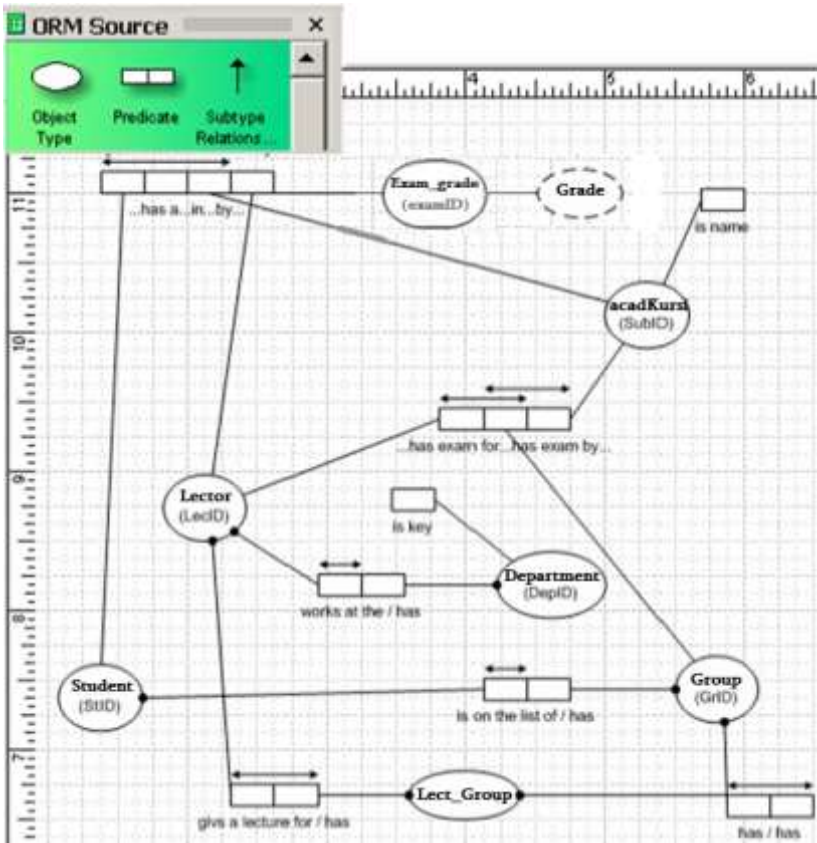 ORM Source
Object Type
Predicate
Subtype Relations...
4
5
6
11
Exam_grade
(examID)
Grade
...has a...in...by...
is name
acadKursl
(SubID)
10
...has exam for...has exam by...
9
Lector
(LecID)
is key
Department
(DepID)
works at the / has
8
Student
(StID)
Group
(GrID)
is on the list of / has
7
Lect_Group
givs a lecture for / has
has / has